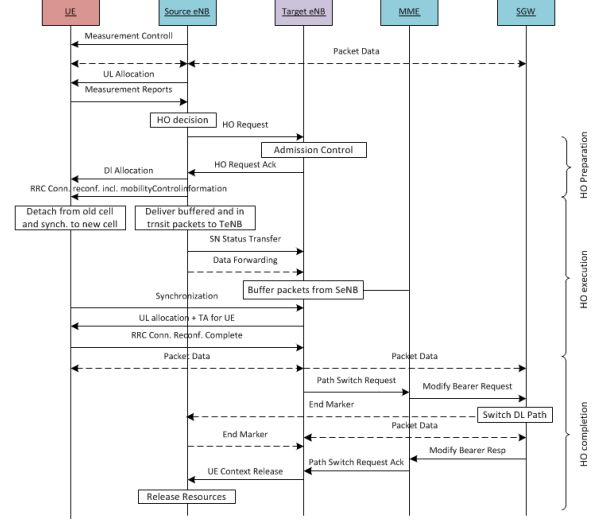 UE
Source eNB
Target eNB
MME
SGW
Measurement Controll
Packet Data
UL Allocation
Measurement Reports
HO decision
HO Request
Admission Control
HO Request Ack
Dl Allocation
RRC Conn. reconf. incl. mobilityControlinformation
HO Preparation
Detach from old cell
and synch. to new cell
Deliver buffered and in
trnsit packets to TeNB
SN Status Transfer
Data Forwarding
Buffer packets from SeNB
Synchronization
UL allocation + TA for UE
RRC Conn. Reconf. Complete
HO execution
Packet Data
Packet Data
Path Switch Request
Modify Bearer Request
End Marker
Switch DL Path
Packet Data
End Marker
Modify Bearer Resp
Path Switch Request Ack
UE Context Release
Release Resources
HO completion